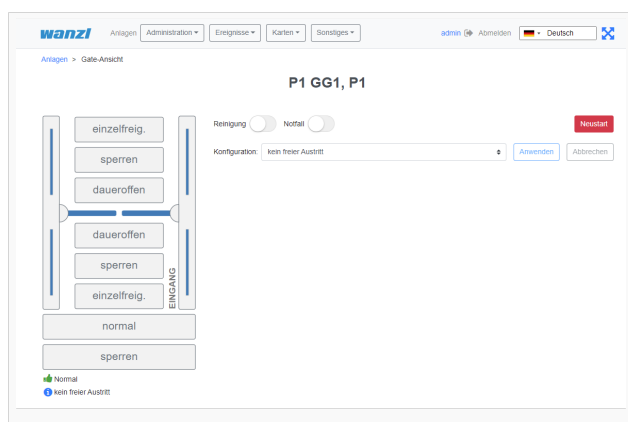 wanzl Anlagen Administration Ereignisse Karten Sonstiges admin Abmelden Deutsch
Anlagen > Gate-Ansicht
P1 GG1, P1
einzelfreig.
sperren
daueroffen
daueroffen
sperren
einzelfreig.
EINGANG
normal
sperren
Normal
kein freier Austritt
Reinigung Notfall Neustart
Konfiguration: kein freier Austritt Anwenden Abbrechen